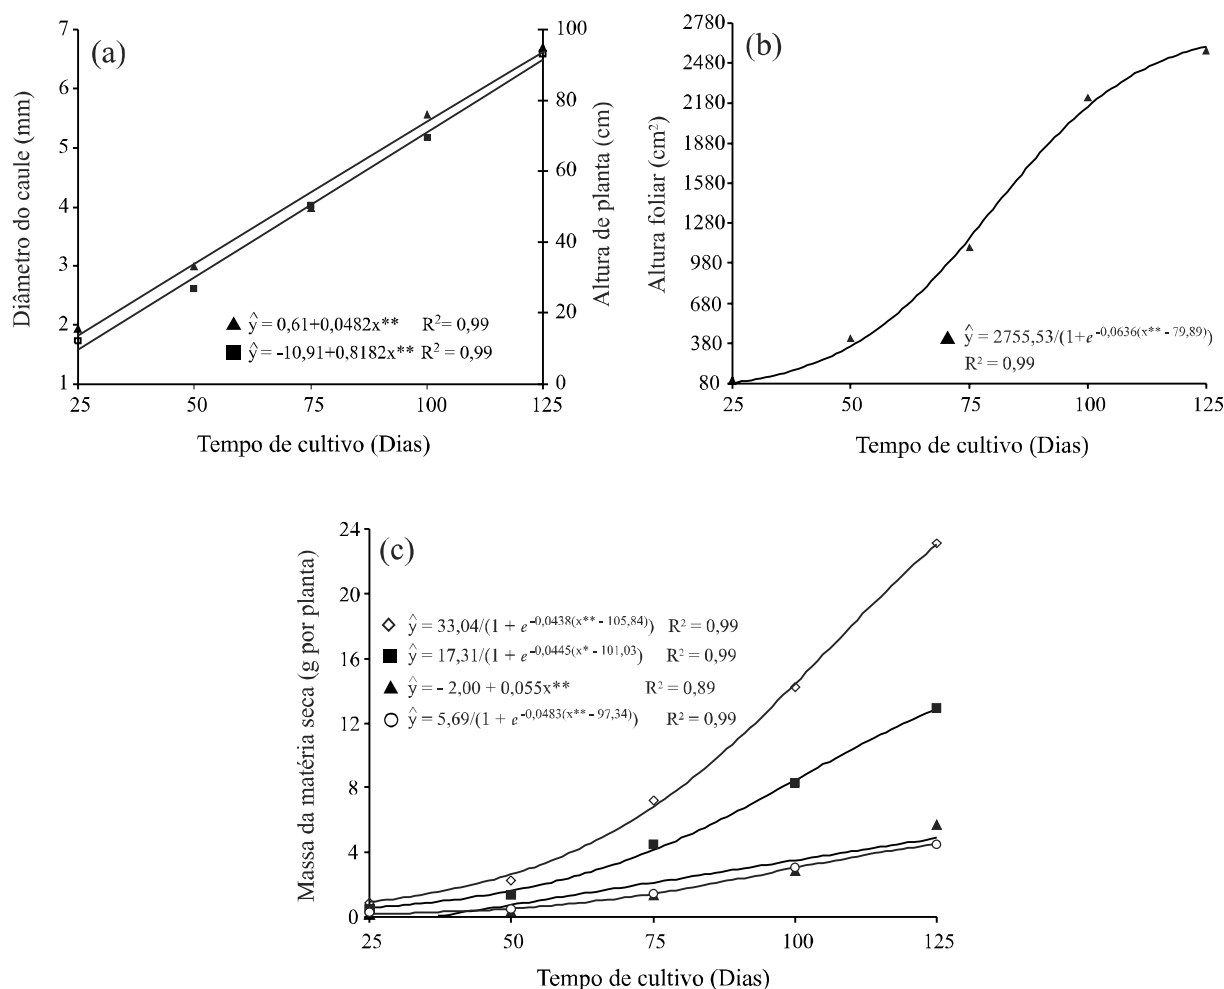 (a)
Diâmetro do caule (mm)
7
6
5
4
3
2
1
100
80
60
40
20
0
Altura de planta (cm)
ŷ = 0,61+0,0482x** R²= 0,99
ŷ = -10,91+0,8182x** R² = 0,99
25 50 75 100 125
Tempo de cultivo (Dias)
(b)
Altura foliar (cm²)
2780
2480
2180
1880
1580
1280
980
680
380
80
ŷ = 2755,53/(1+e^-0,0636(x** - 79,89))
R² = 0,99
25 50 75 100 125
Tempo de cultivo (Dias)
(c)
Massa da matéria seca (g por planta)
24
20
16
12
8
4
0
ŷ = 33,04/(1 + e^-0,0438(x** - 105,84)) R² = 0,99
ŷ = 17,31/(1 + e^-0,0445(x* - 101,03) R² = 0,99
ŷ = - 2,00 + 0,055x** R² = 0,89
ŷ = 5,69/(1 + e^-0,0483(x** - 97,34)) R² = 0,99
25 50 75 100 125
Tempo de cultivo (Dias)